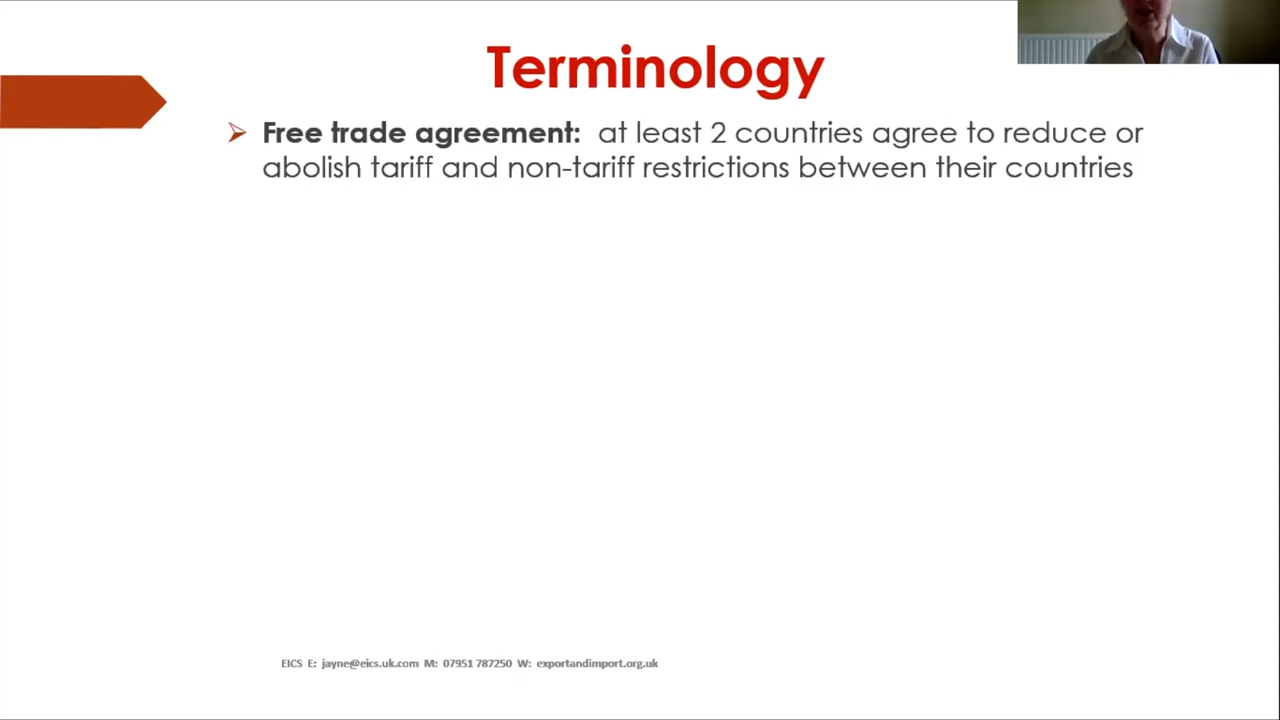 Terminology
Free trade agreement: at least 2 countries agree to reduce or
abolish tariff and non-tariff restrictions between their countries
EICS E: jayne@eics.uk.com M: 07951 787250 W: exportandimport.org.uk